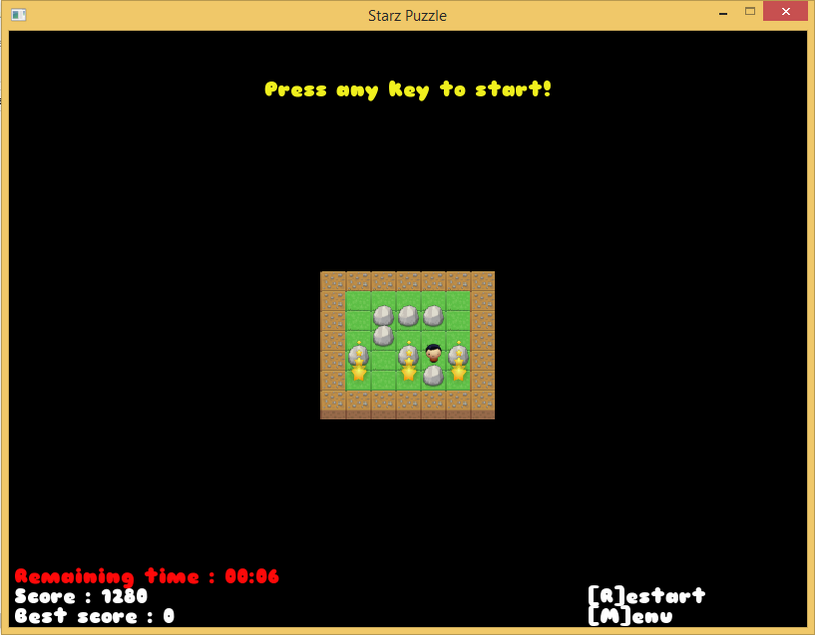 Starz Puzzle
Press any key to start!
Remaining time : 00:06
Score : 1280
Best score : 0
[R]estart
[M]enu